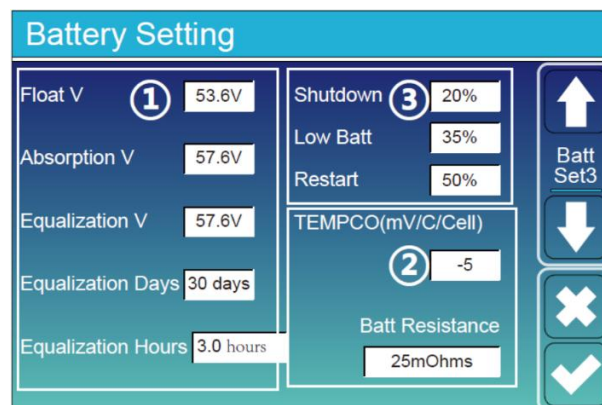 Battery Setting
Float V ① 53.6V
Absorption V 57.6V
Equalization V 57.6V
Equalization Days 30 days
Equalization Hours 3.0 hours
Shutdown ③ 20%
Low Batt 35%
Restart 50%
TEMPCO(mV/C/Cell)
② -5
Batt Resistance
25mOhms
Batt
Set3